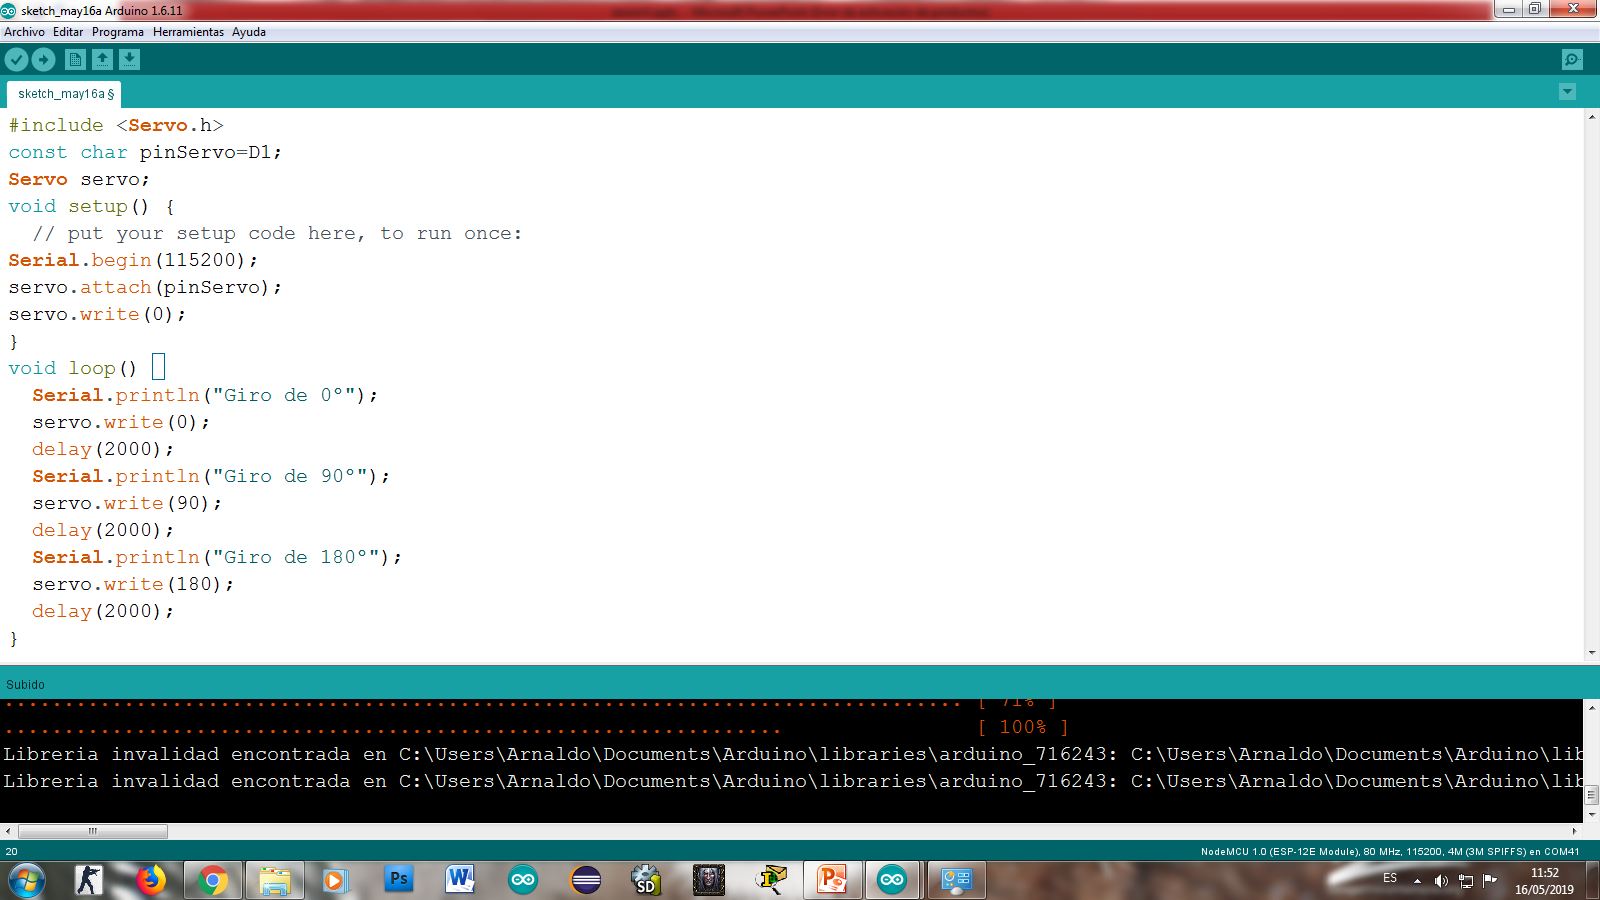 sketch_may16a Arduino 1.6.11
Archivo Editar Programa Herramientas Ayuda
sketch_may16a §
#include <Servo.h>
const char pinServo=D1;
Servo servo;
void setup() {
// put your setup code here, to run once:
Serial.begin(115200);
servo.attach(pinServo);
servo.write(0);
}
void loop()
Serial.println("Giro de 0º");
servo.write(0);
delay(2000);
Serial.println("Giro de 90º");
servo.write(90);
delay(2000);
Serial.println("Giro de 180º");
servo.write(180);
delay(2000);
}
Subido
................................................................................ [ 71% ]
................................................................. [ 100% ]
Libreria invalidad encontrada en C:\Users\Arnaldo\Documents\Arduino\libraries\arduino_716243: C:\Users\Arnaldo\Documents\Arduino\lib
Libreria invalidad encontrada en C:\Users\Arnaldo\Documents\Arduino\libraries\arduino_716243: C:\Users\Arnaldo\Documents\Arduino\lib
20
NodeMCU 1.0 (ESP-12E Module), 80 MHz, 115200, 4M (3M SPIFFS) en COM41
Ps
W
SD
P
ES
11:52
16/05/2019